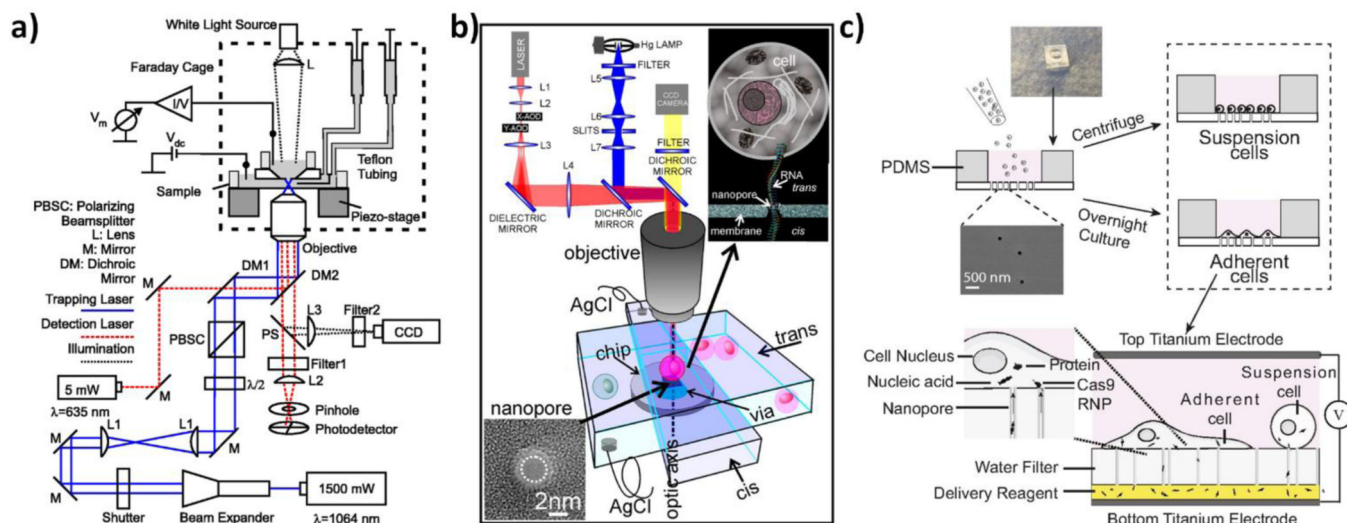 a)
White Light Source
Faraday Cage
L
I/V
Vm
Vdc
Sample
Teflon
Tubing
Piezo-stage
PBSC: Polarizing
Beamsplitter
L: Lens
M: Mirror
DM: Dichroic
Mirror
Objective
DM1
DM2
M
Trapping Laser
Detection Laser
Illumination
PBSC
PS
L3
Filter2
CCD
Filter1
5 mW
M
λ/2
L2
Pinhole
Photodetector
λ=635 nm
M
L1
L1
M
M
Shutter
Beam Expander
1500 mW
λ=1064 nm
b)
LASER
L1
L2
X-AOD
Y-AOD
L3
L4
DIELECTRIC
MIRROR
Hg LAMP
FILTER
L5
L6
SLITS
L7
DICHROIC
MIRROR
CCD
CAMERA
FILTER
DICHROIC
MIRROR
cell
RNA
trans
nanopore
membrane
cis
objective
AgCl
trans
chip
via
nanopore
2nm
AgCl
optic axis
cis
c)
PDMS
Centrifuge
Suspension
cells
Overnight
Culture
Adherent
cells
500 nm
Top Titanium Electrode
Cell Nucleus
Protein
Nucleic acid
Cas9
RNP
Nanopore
Adherent
cell
Suspension
cell
V
Water Filter
Delivery Reagent
Bottom Titanium Electrode